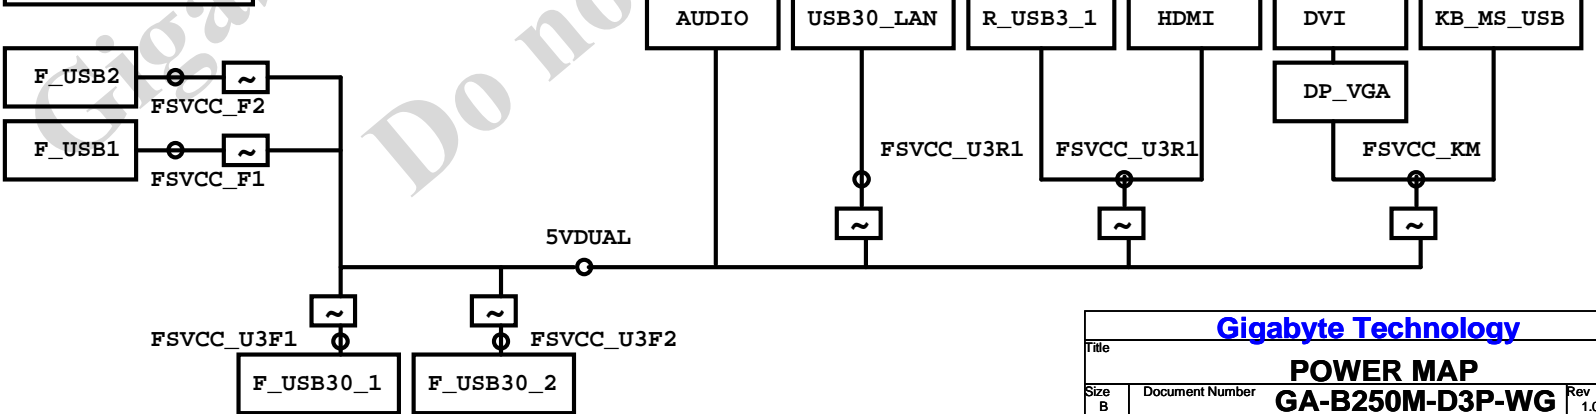 AUDIO USB30_LAN R_USB3_1 HDMI DVI KB_MS_USB
F_USB2 ~
FSVCC_F2
DP_VGA
F_USB1 ~
FSVCC_F1
FSVCC_U3R1 FSVCC_U3R1 FSVCC_KM
~ ~ ~
5VDUAL
~ ~
FSVCC_U3F1 FSVCC_U3F2
F_USB30_1 F_USB30_2
Do
Gigabyte Technology
Title
POWER MAP
Size Document Number Rev
B GA-B250M-D3P-WG